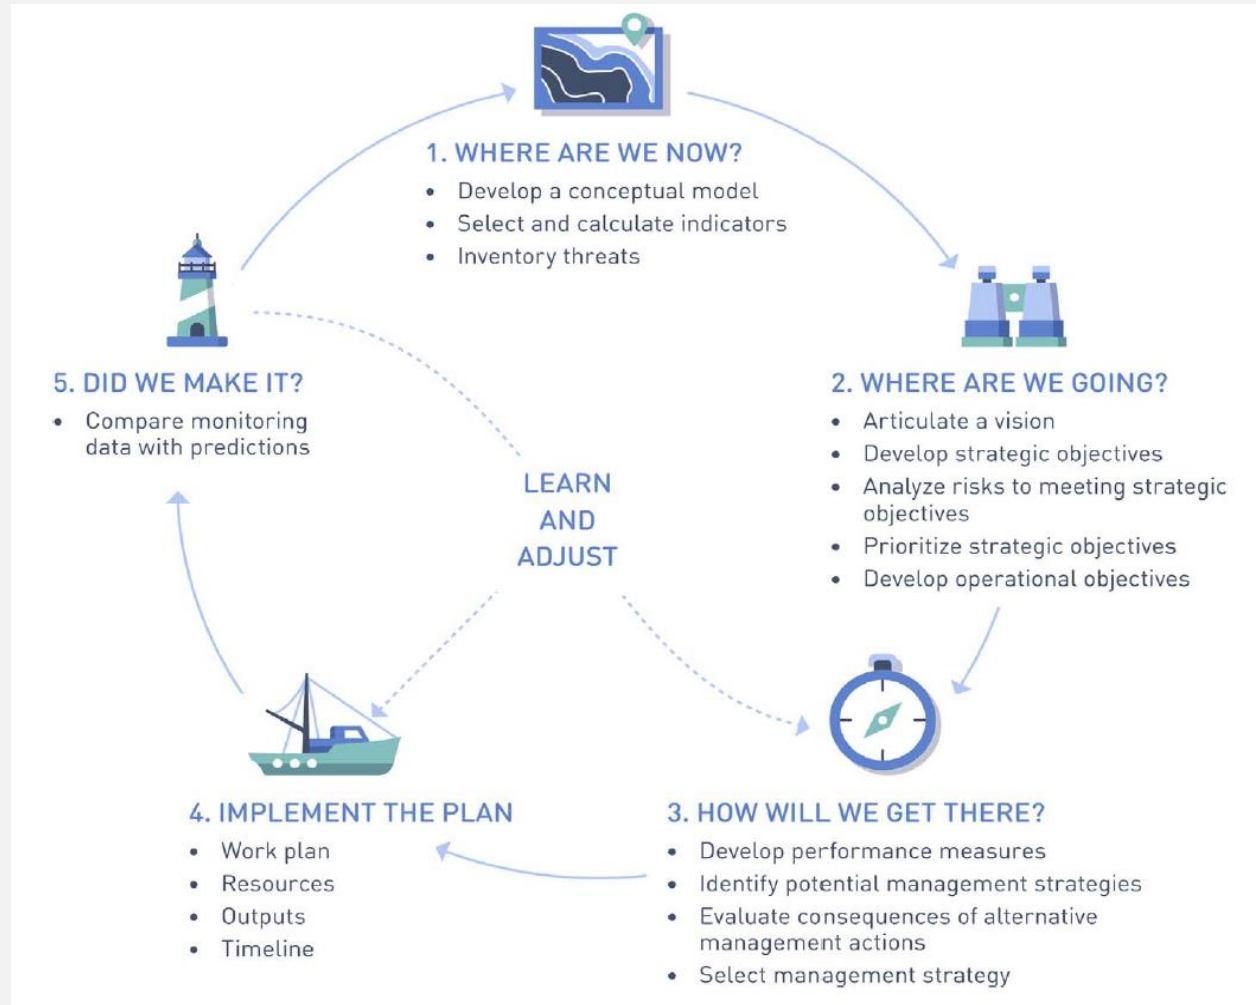 1. WHERE ARE WE NOW?
• Develop a conceptual model
• Select and calculate indicators
• Inventory threats
2. WHERE ARE WE GOING?
• Articulate a vision
• Develop strategic objectives
• Analyze risks to meeting strategic
objectives
• Prioritize strategic objectives
• Develop operational objectives
3. HOW WILL WE GET THERE?
• Develop performance measures
• Identify potential management strategies
• Evaluate consequences of alternative
management actions
• Select management strategy
4. IMPLEMENT THE PLAN
• Work plan
• Resources
• Outputs
• Timeline
5. DID WE MAKE IT?
• Compare monitoring
data with predictions
LEARN
AND
ADJUST